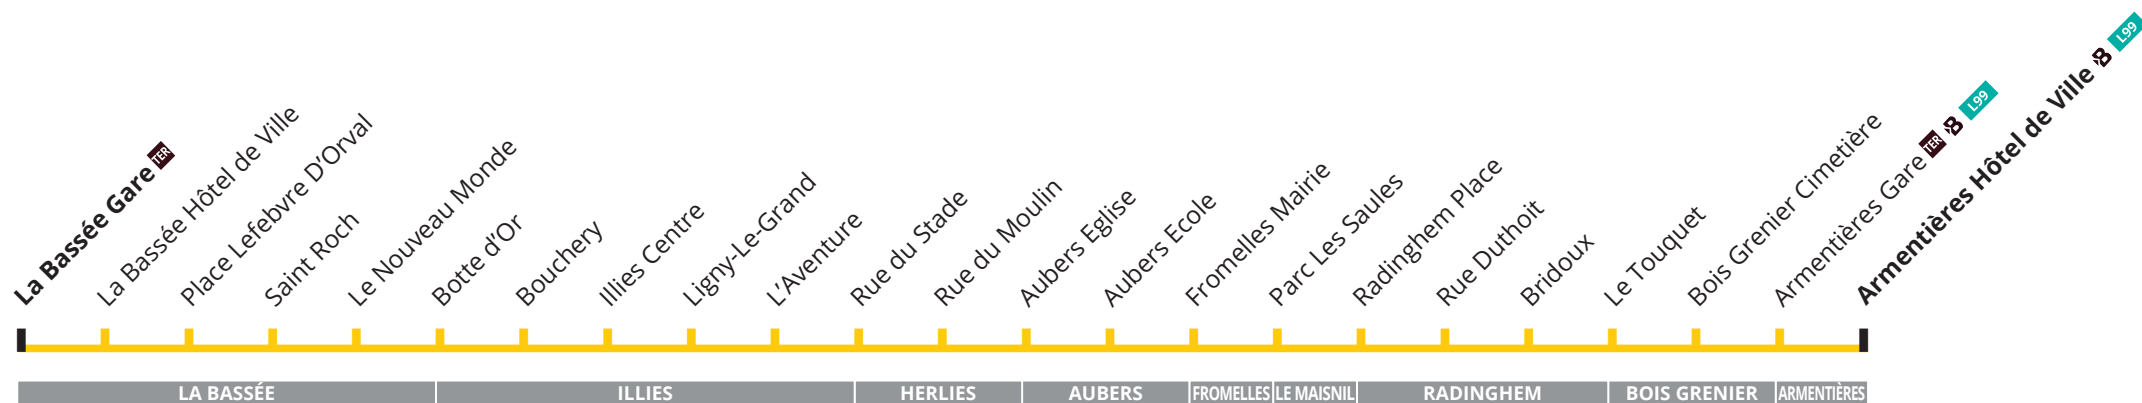 La Bassée Gare TER
La Bassée Hôtel de Ville
Place Lefebvre D'Orval
Saint Roch
Le Nouveau Monde
Botte d'Or
Bouchery
Illies Centre
Ligny-Le-Grand
L'Aventure
Rue du Stade
Rue du Moulin
Aubers Eglise
Aubers Ecole
Fromelles Mairie
Parc Les Saules
Radinghem Place
Rue Duthoit
Bridoux
Le Touquet
Bois Grenier Cimetière
Armentières Gare TER L99
Armentières Hôtel de Ville L99
LA BASSÉE
ILLIES
HERLIES
AUBERS
FROMELLES
LE MAISNIL
RADINGHEM
BOIS GRENIER
ARMENTIÈRES